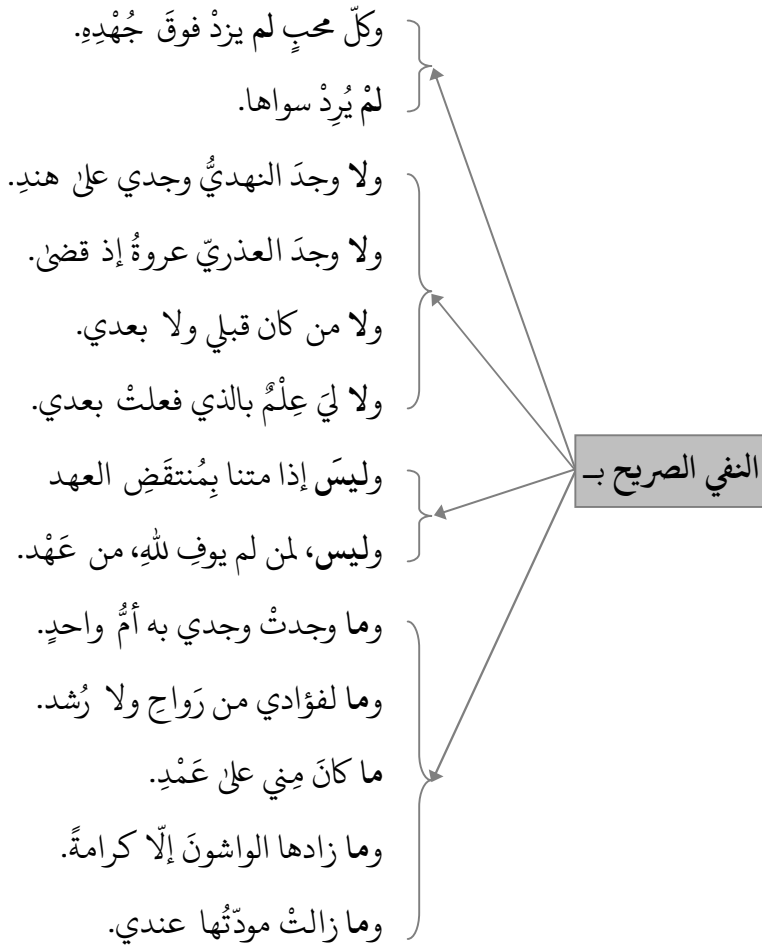 وكلّ محبٍ لم يزدْ فوقَ جُهْدِهِ.
لمْ يُرِدْ سواها.
ولا وجدَ النهديُّ وجدي علىٰ هندِ.
ولا وجدَ العذريّ عروةُ إذ قضىٰ.
ولا من كان قبلي ولا بعدي.
ولا ليَ عِلْمٌ بالذي فعلتْ بعدي.
النفي الصريح بـ
وليسَ إذا متنا بِمُنتقَضِ العهد
وليس، لمن لم يوفِ للهِ، من عَهْد.
وما وجدتْ وجدي به أمُّ واحدٍ.
وما لفؤادي من رَواحِ ولا رُشد.
ما كانَ مِني علىٰ عَمْدِ.
وما زادها الواشونَ إلّا كرامةً.
وما زالتْ مودّتُها عندي.